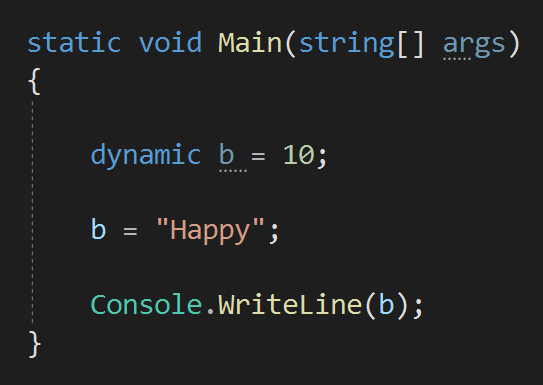 static void Main(string[] args)
{
dynamic b = 10;
b = "Happy";
Console.WriteLine(b);
}